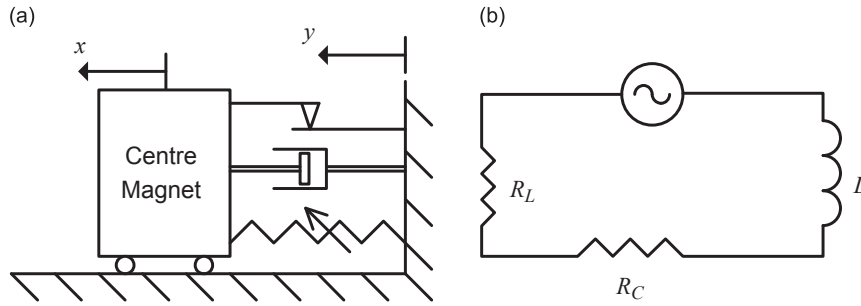 (a)
x
y
Centre
Magnet
(b)
R_L
L
R_C